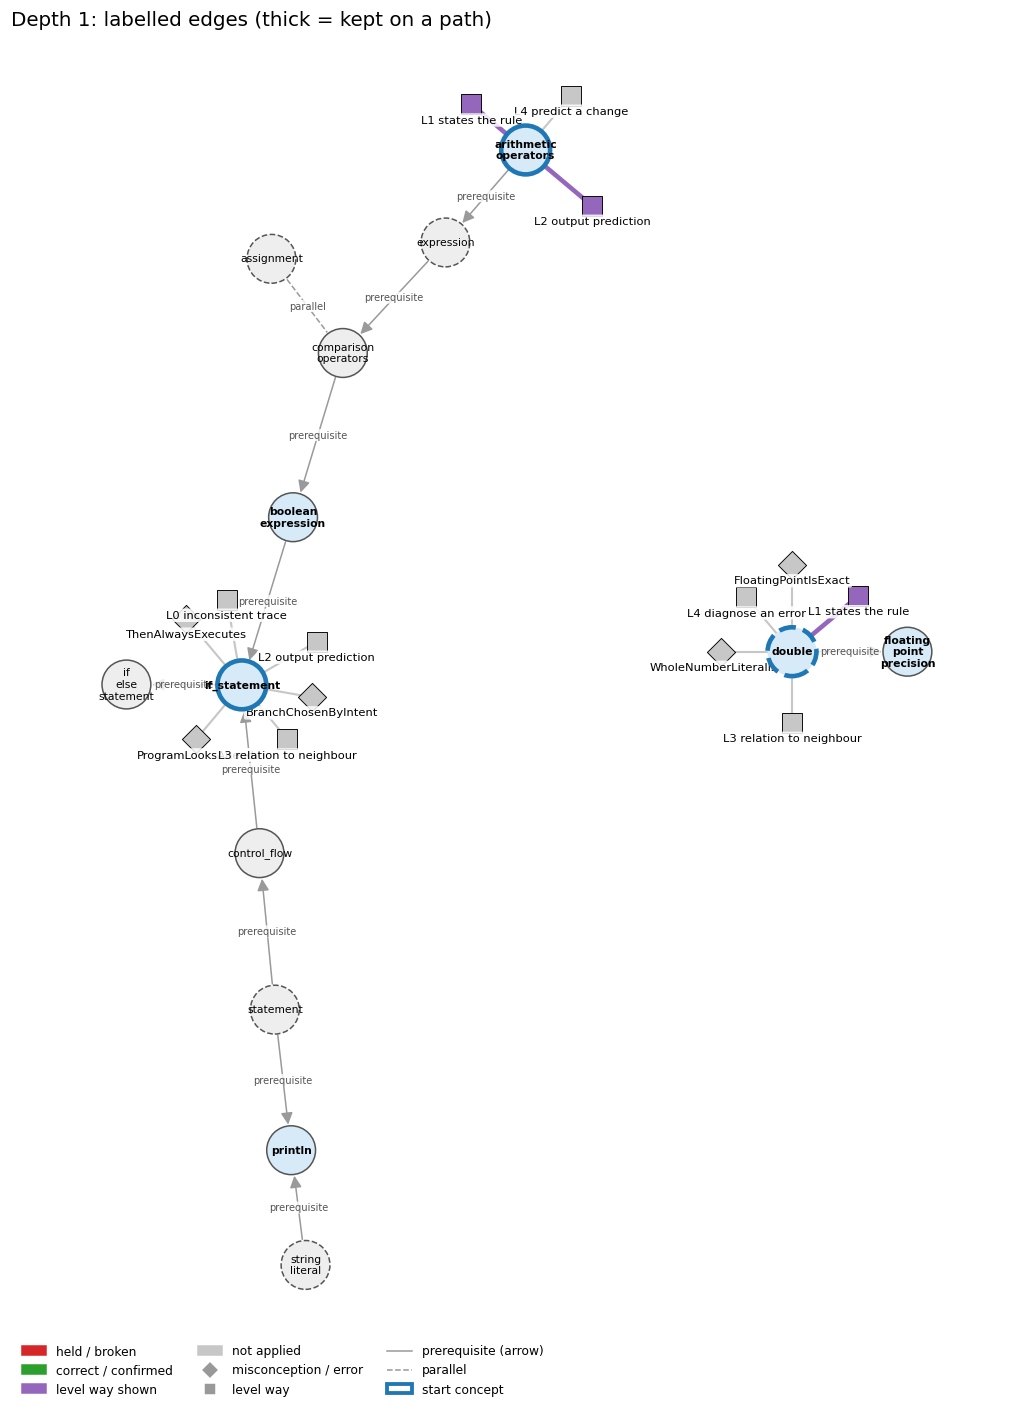 Depth 1: labelled edges (thick = kept on a path)
L1 states the rule
L4 predict a change
arithmetic
operators
prerequisite
L2 output prediction
expression
assignment
prerequisite
parallel
comparison
operators
prerequisite
boolean
expression
FloatingPointIsExact
prerequisite
L0 inconsistent trace
L4 diagnose an error
L1 states the rule
ThenAlwaysExecutes
L2 output prediction
double
prerequisite
floating
point
precision
WholeNumberLiteralI
if
else
statement
prerequisite
if_statement
BranchChosenByIntent
L3 relation to neighbour
ProgramLooks
L3 relation to neighbour
prerequisite
control_flow
prerequisite
statement
prerequisite
println
prerequisite
string
literal
held / broken
not applied
prerequisite (arrow)
correct / confirmed
misconception / error
parallel
level way shown
level way
start concept